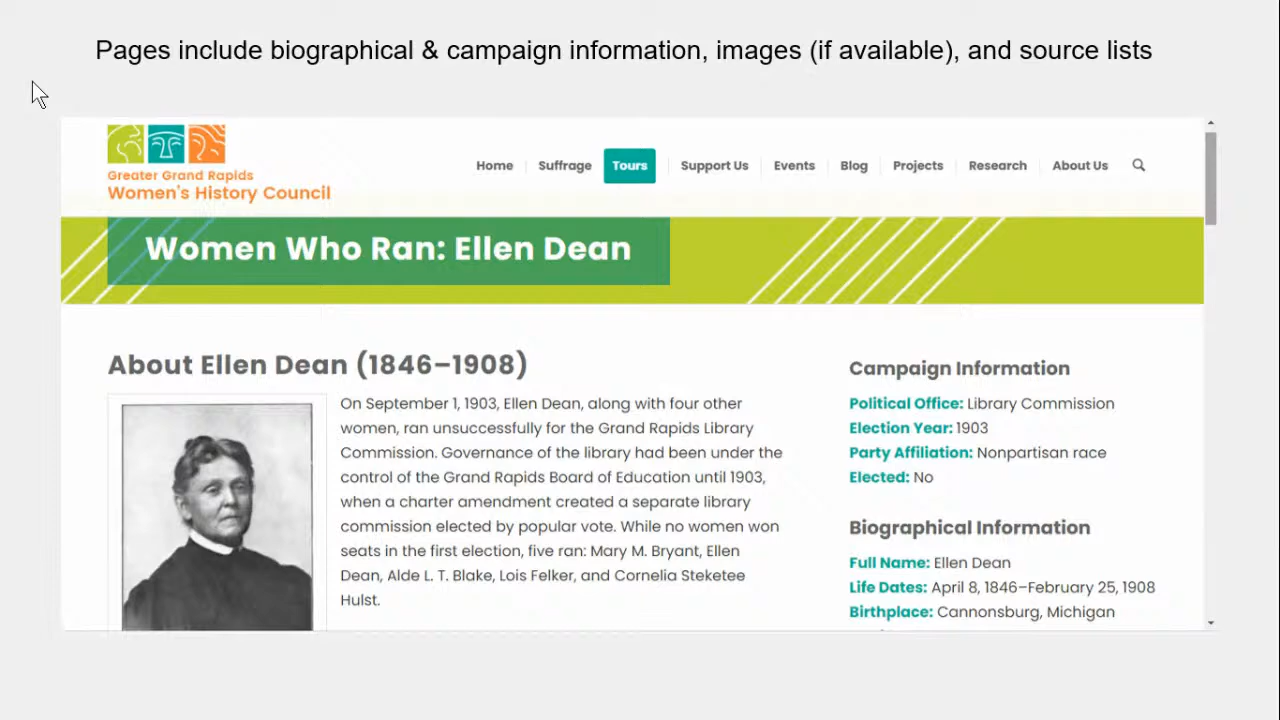 Pages include biographical & campaign information, images (if available), and source lists
Greater Grand Rapids
Women's History Council
Home
Suffrage
Tours
Support Us
Events
Blog
Projects
Research
About Us
Women Who Ran: Ellen Dean
About Ellen Dean (1846–1908)
On September 1, 1903, Ellen Dean, along with four other
women, ran unsuccessfully for the Grand Rapids Library
Commission. Governance of the library had been under the
control of the Grand Rapids Board of Education until 1903,
when a charter amendment created a separate library
commission elected by popular vote. While no women won
seats in the first election, five ran: Mary M. Bryant, Ellen
Dean, Alde L. T. Blake, Lois Felker, and Cornelia Steketee
Hulst.
Campaign Information
Political Office: Library Commission
Election Year: 1903
Party Affiliation: Nonpartisan race
Elected: No
Biographical Information
Full Name: Ellen Dean
Life Dates: April 8, 1846–February 25, 1908
Birthplace: Cannonsburg, Michigan